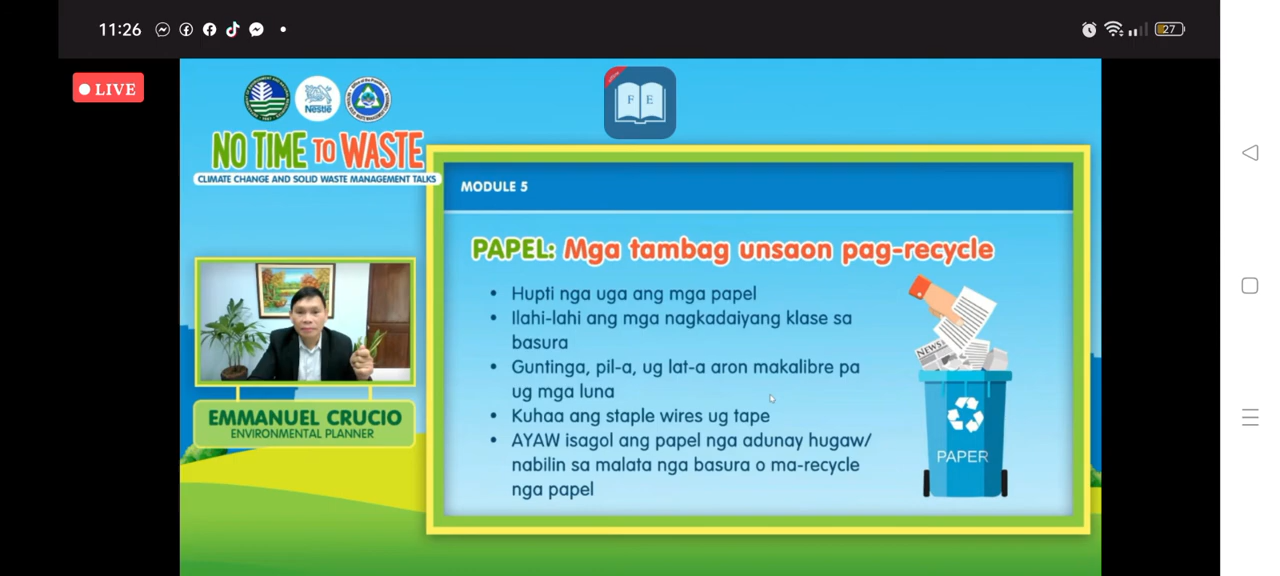 11:26
27
LIVE
Nestlé
F E
NO TIME TO WASTE
CLIMATE CHANGE AND SOLID WASTE MANAGEMENT TALKS
MODULE 5
PAPEL: Mga tambag unsaon pag-recycle
• Hupti nga uga ang mga papel
• Ilahi-lahi ang mga nagkadaiyang klase sa
basura
• Guntinga, pil-a, ug lat-a aron makalibre pa
ug mga luna
• Kuhaa ang staple wires ug tape
• AYAW isagol ang papel nga adunay hugaw/
nabilin sa malata nga basura o ma-recycle
nga papel
NEWS
PAPER
EMMANUEL CRUCIO
ENVIRONMENTAL PLANNER